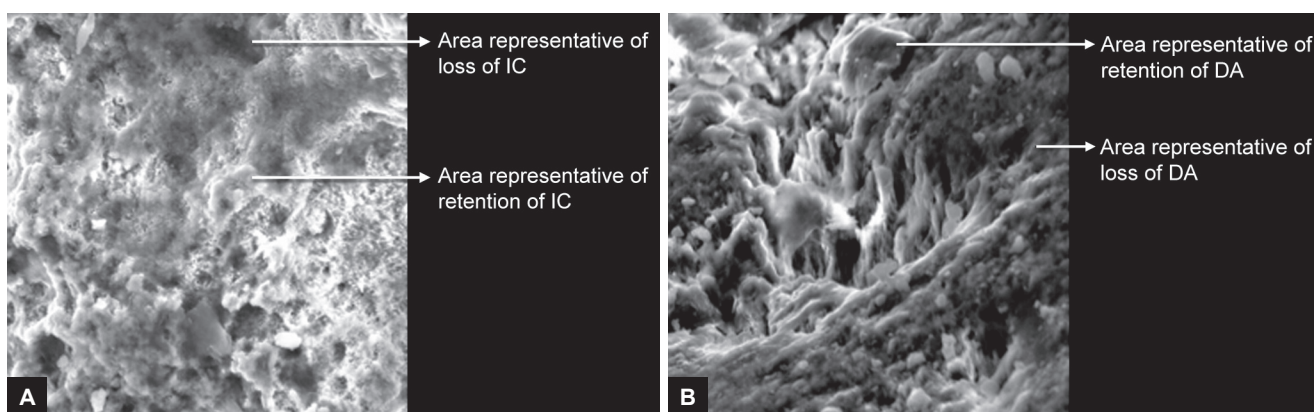 Area representative of
loss of IC
Area representative of
retention of IC
A
Area representative of
retention of DA
Area representative of
loss of DA
B